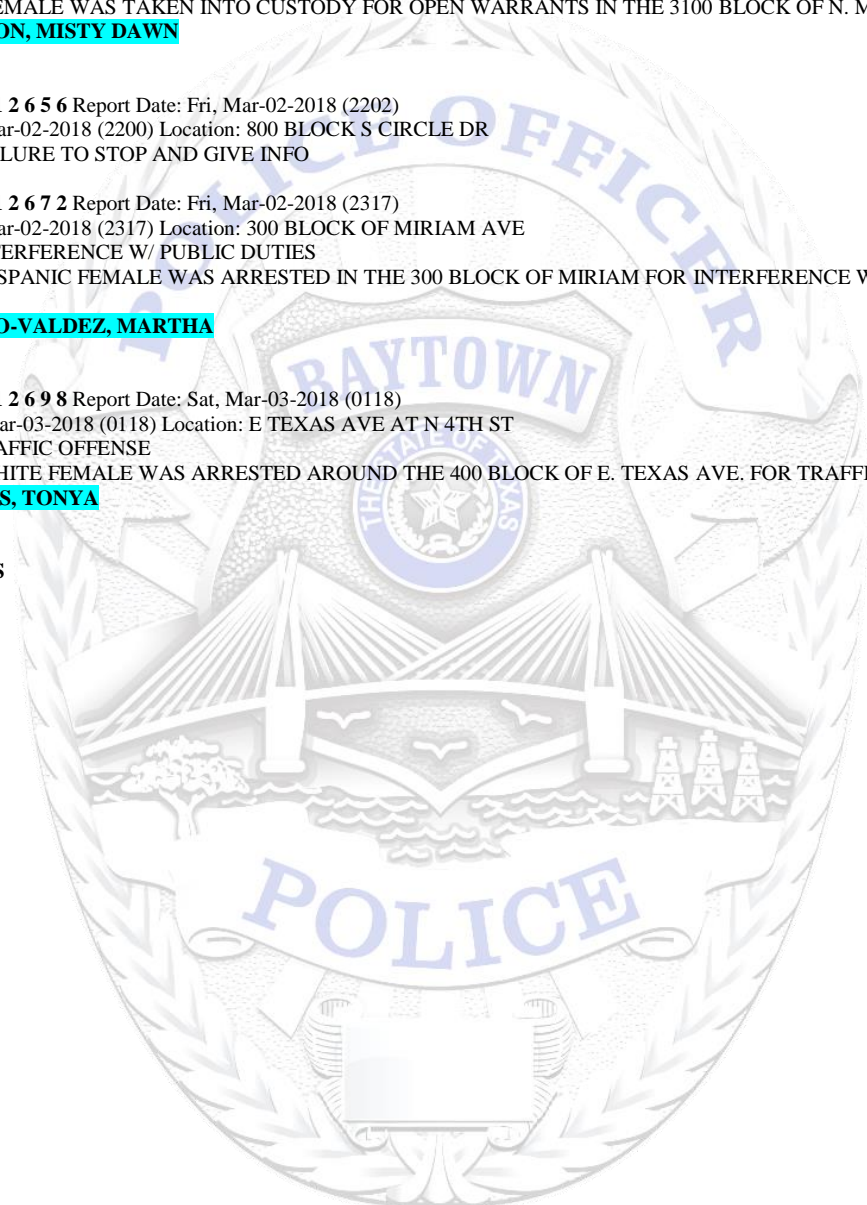 EMALE WAS TAKEN INTO CUSTODY FOR OPEN WARRANTS IN THE 3100 BLOCK OF N. M
ON, MISTY DAWN
2 6 5 6 Report Date: Fri, Mar-02-2018 (2202)
ar-02-2018 (2200) Location: 800 BLOCK S CIRCLE DR
LURE TO STOP AND GIVE INFO
2 6 7 2 Report Date: Fri, Mar-02-2018 (2317)
ar-02-2018 (2317) Location: 300 BLOCK OF MIRIAM AVE
TERFERENCE W/ PUBLIC DUTIES
SPANIC FEMALE WAS ARRESTED IN THE 300 BLOCK OF MIRIAM FOR INTERFERENCE W
O-VALDEZ, MARTHA
2 6 9 8 Report Date: Sat, Mar-03-2018 (0118)
ar-03-2018 (0118) Location: E TEXAS AVE AT N 4TH ST
AFFIC OFFENSE
HITE FEMALE WAS ARRESTED AROUND THE 400 BLOCK OF E. TEXAS AVE. FOR TRAFFI
S, TONYA
S
POLICE OFFICER
BAYTOWN
THE STATE OF TEXAS
POLICE